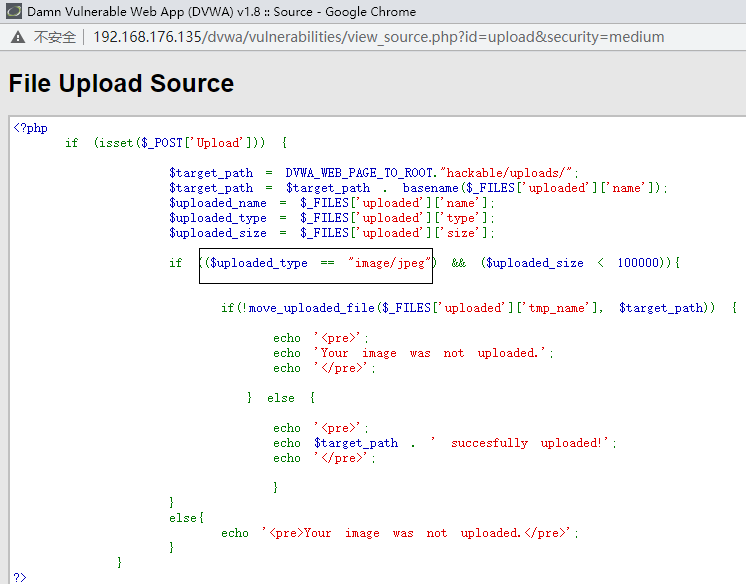 Damn Vulnerable Web App (DVWA) v1.8 :: Source - Google Chrome
不安全 | 192.168.176.135/dvwa/vulnerabilities/view_source.php?id=upload&security=medium
File Upload Source
<?php
if (isset($_POST['Upload'])) {
$target_path = DVWA_WEB_PAGE_TO_ROOT."hackable/uploads/";
$target_path = $target_path . basename($_FILES['uploaded']['name']);
$uploaded_name = $_FILES['uploaded']['name'];
$uploaded_type = $_FILES['uploaded']['type'];
$uploaded_size = $_FILES['uploaded']['size'];
if (($uploaded_type == "image/jpeg") && ($uploaded_size < 100000)){
if(!move_uploaded_file($_FILES['uploaded']['tmp_name'], $target_path)) {
echo '<pre>';
echo 'Your image was not uploaded.';
echo '</pre>';
} else {
echo '<pre>';
echo $target_path . ' succesfully uploaded!';
echo '</pre>';
}
}
else{
echo '<pre>Your image was not uploaded.</pre>';
}
}
?>